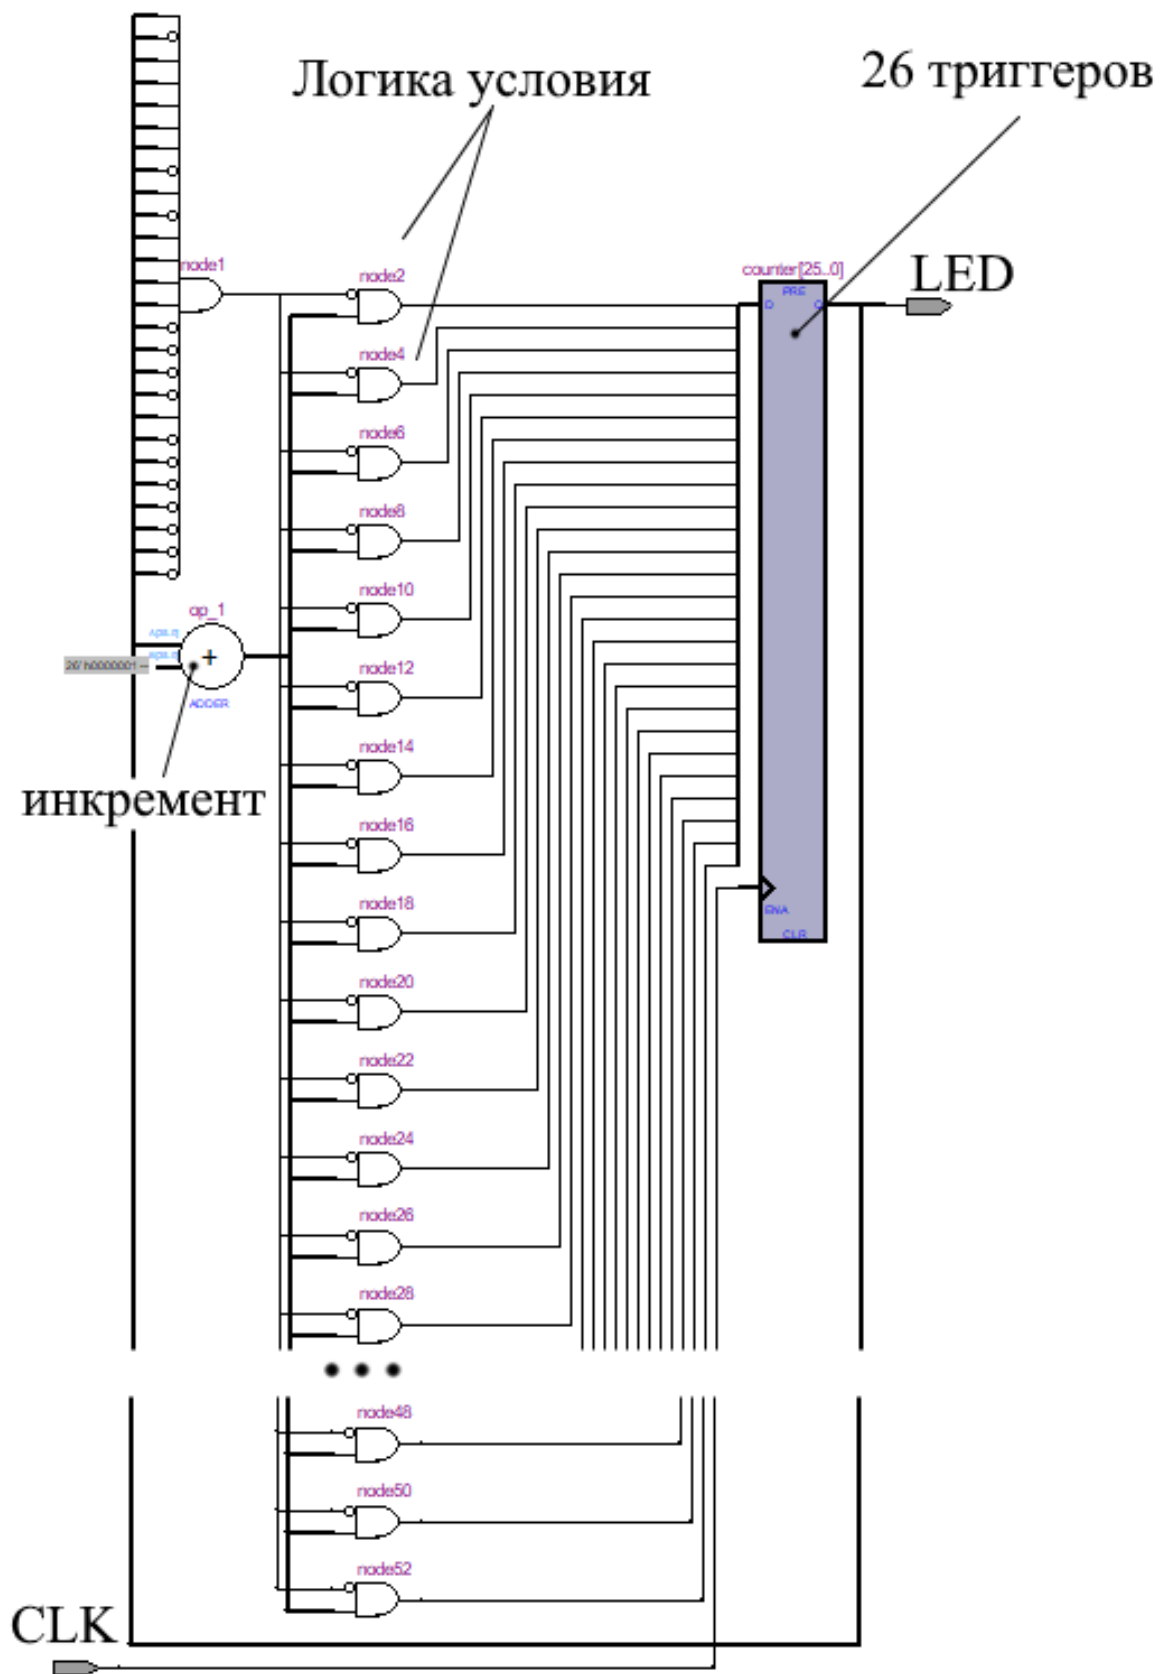 Логика условия
26 триггеров
node1
node2
counter[25..0]
LED
PRE
D
Q
node4
node6
node8
node10
op_1
26'h0000001 --
+
ADDER
node12
node14
инкремент
node16
ENA
node18
CLR
node20
node22
node24
node26
node28
node48
node50
node52
CLK